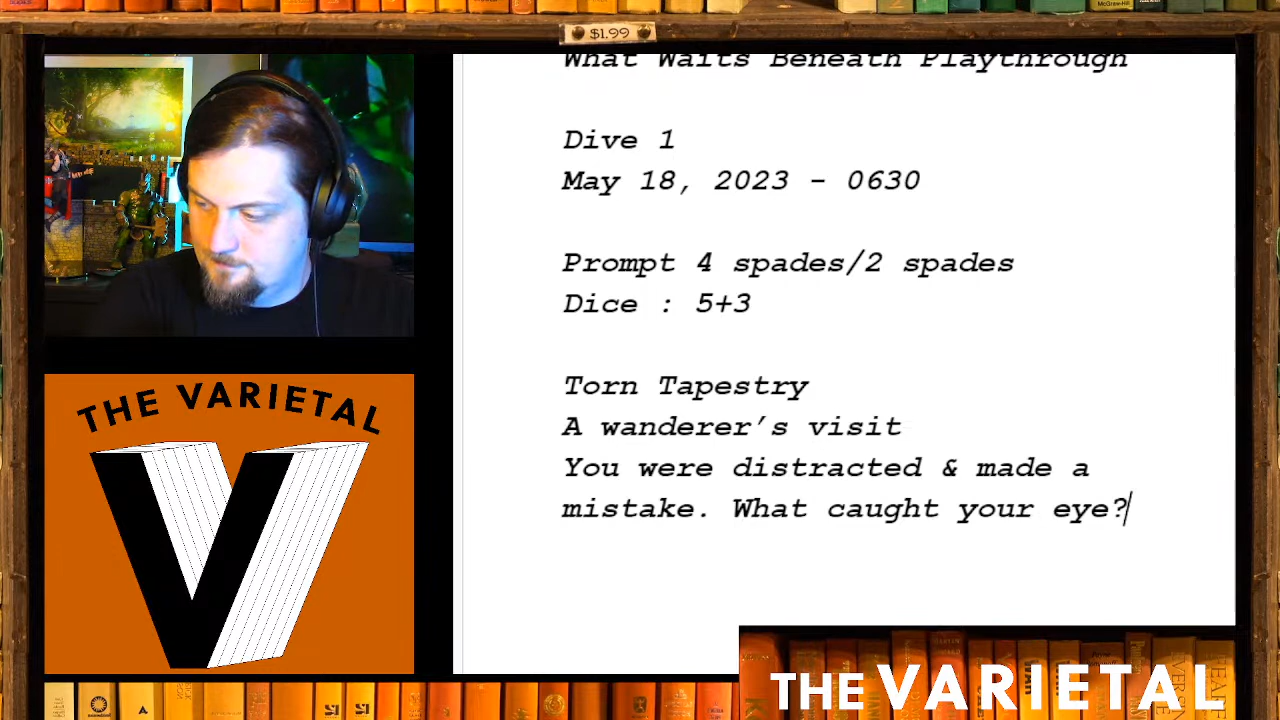 $1.99
What Waits Beneath Playthrough
Dive 1
May 18, 2023 - 0630
Prompt 4 spades/2 spades
Dice : 5+3
Torn Tapestry
A wanderer's visit
You were distracted & made a
mistake. What caught your eye?
THE VARIETAL
V
THE VARIETAL